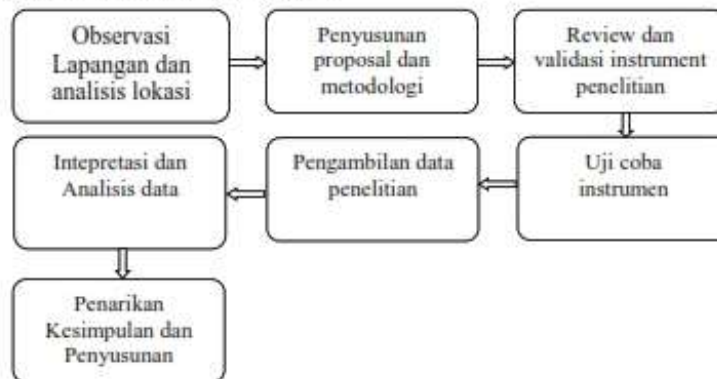 Observasi
Lapangan dan
analisis lokasi
Penyusunan
proposal dan
metodologi
Review dan
validasi instrument
penelitian
Uji coba
instrumen
Pengambilan data
penelitian
Intepretasi dan
Analisis data
Penarikan
Kesimpulan dan
Penyusunan